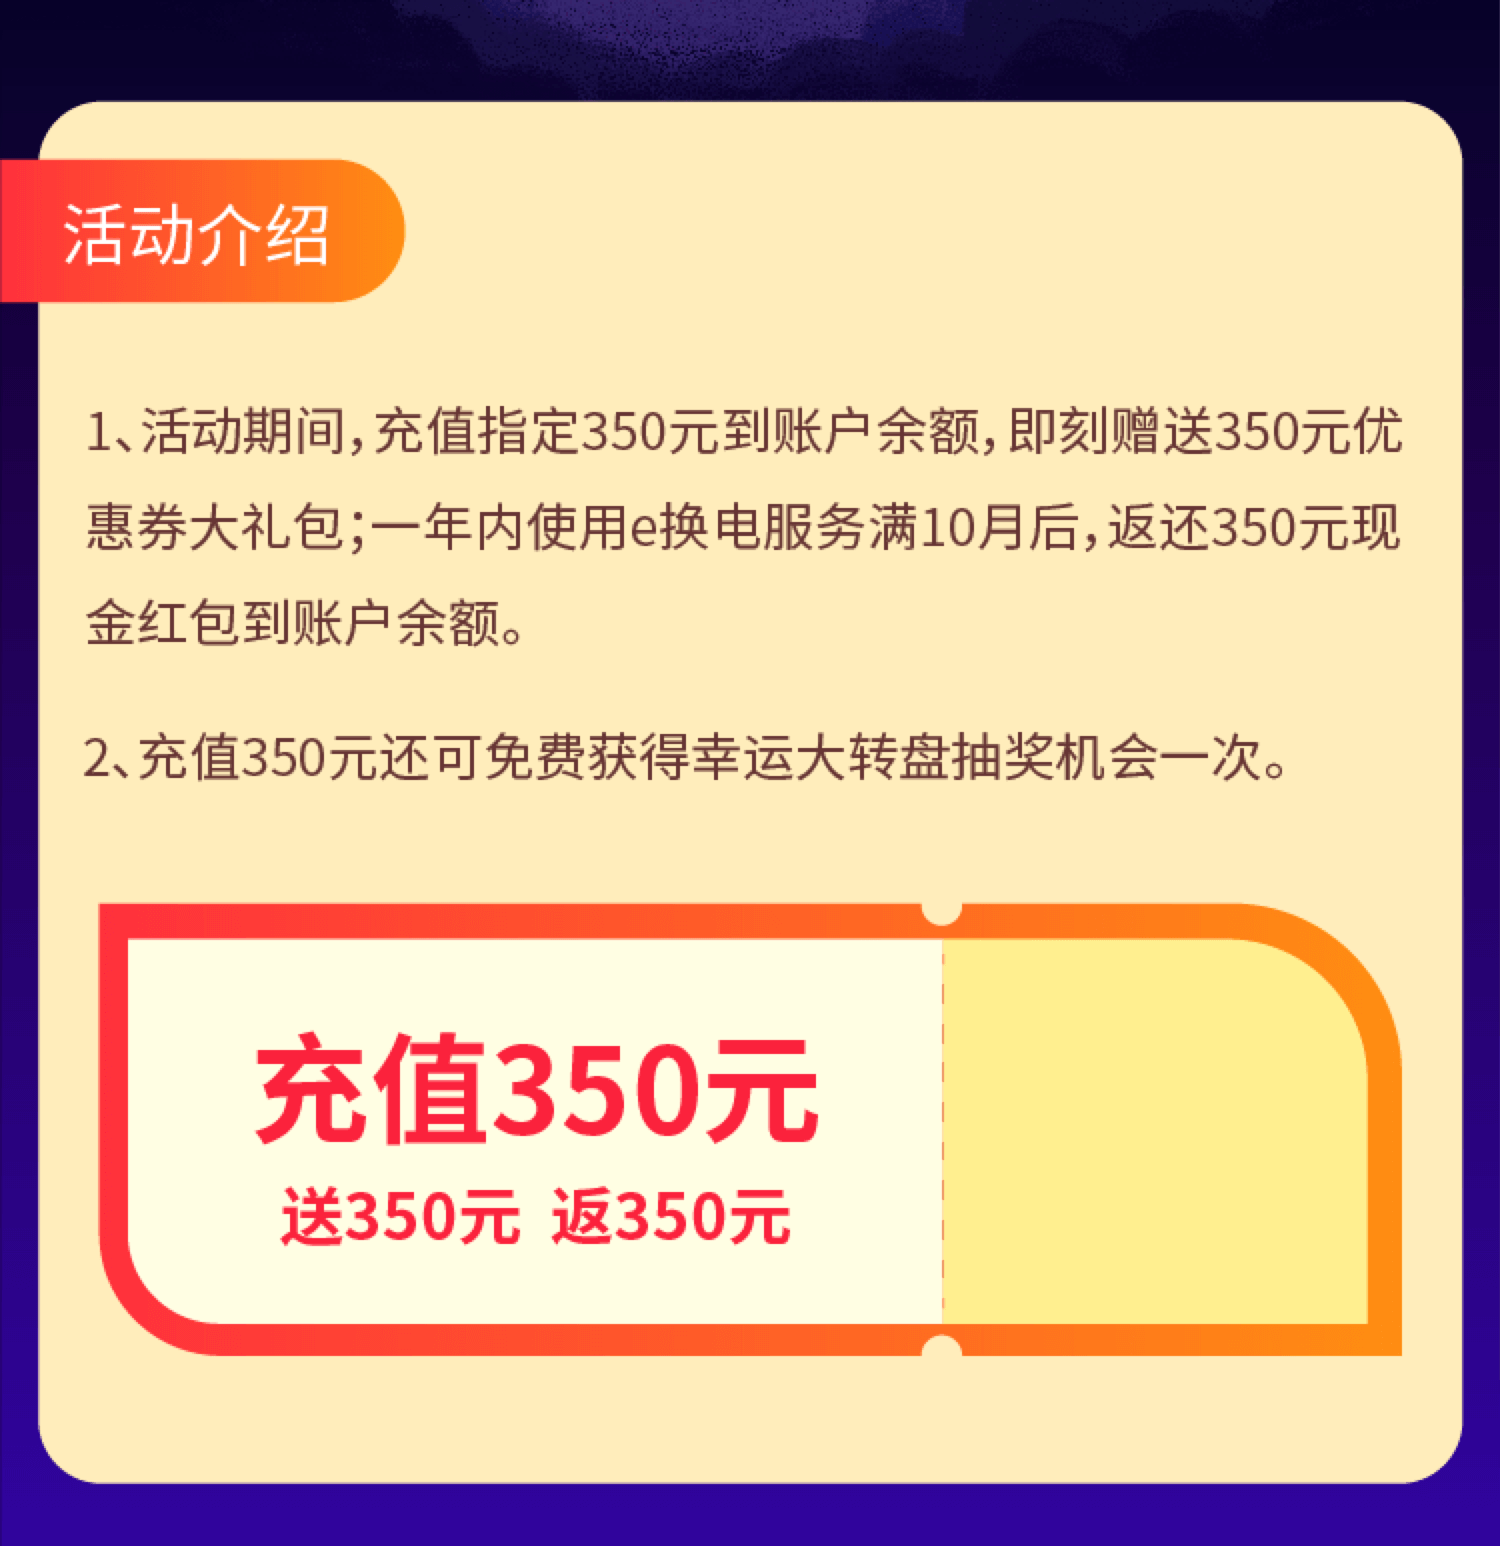 活动介绍
1、活动期间，充值指定350元到账户余额，即刻赠送350元优
惠券大礼包；一年内使用e换电服务满10月后，返还350元现
金红包到账户余额。
2、充值350元还可免费获得幸运大转盘抽奖机会一次。
充值350元
送350元 返350元